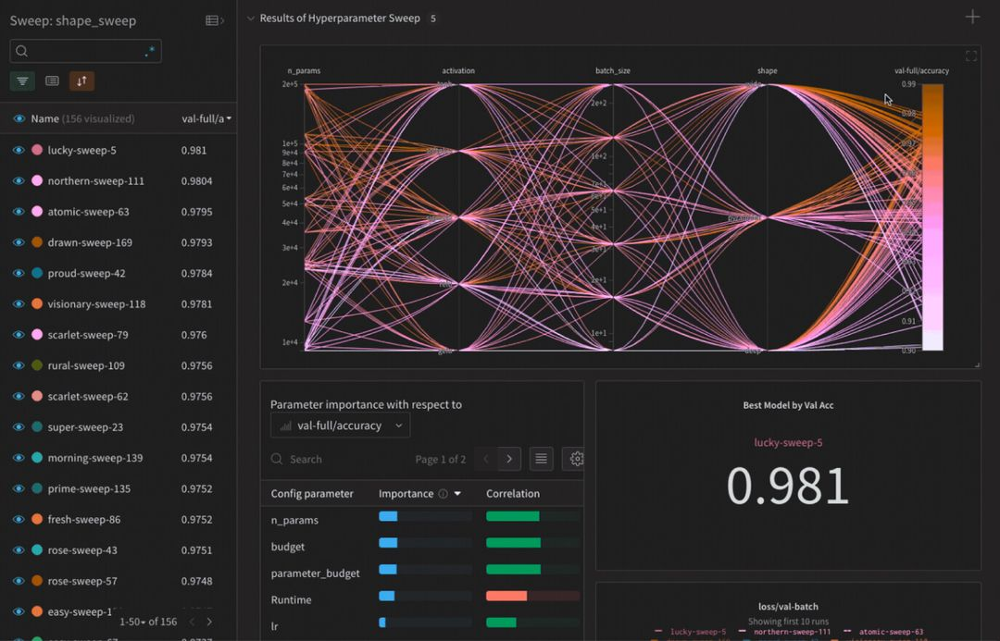 Sweep: shape_sweep
.*
Name (156 visualized) val-full/a
lucky-sweep-5 0.981
northern-sweep-111 0.9804
atomic-sweep-63 0.9795
drawn-sweep-169 0.9793
proud-sweep-42 0.9784
visionary-sweep-118 0.9781
scarlet-sweep-79 0.976
rural-sweep-109 0.9756
scarlet-sweep-62 0.9756
super-sweep-23 0.9754
morning-sweep-139 0.9754
prime-sweep-135 0.9752
fresh-sweep-86 0.9752
rose-sweep-43 0.9751
rose-sweep-57 0.9748
easy-sweep-1
1-50 of 156
Results of Hyperparameter Sweep 5
n_params activation batch_size shape val-full/accuracy
2e+5
1e+5
9e+4
8e+4
7e+4
6e+4
5e+4
4e+4
3e+4
2e+4
1e+4
relu
gelu
2e+2
1e+2
5e+1
4e+1
3e+1
2e+1
1e+1
wide
pyramid
deep
0.99
0.98
0.97
0.93
0.91
0.90
Parameter importance with respect to
val-full/accuracy
Search Page 1 of 2
Config parameter Importance Correlation
n_params
budget
parameter_budget
Runtime
lr
Best Model by Val Acc
lucky-sweep-5
0.981
loss/val-batch
Showing first 10 runs
lucky-sweep-5 northern-sweep-111 atomic-sweep-63